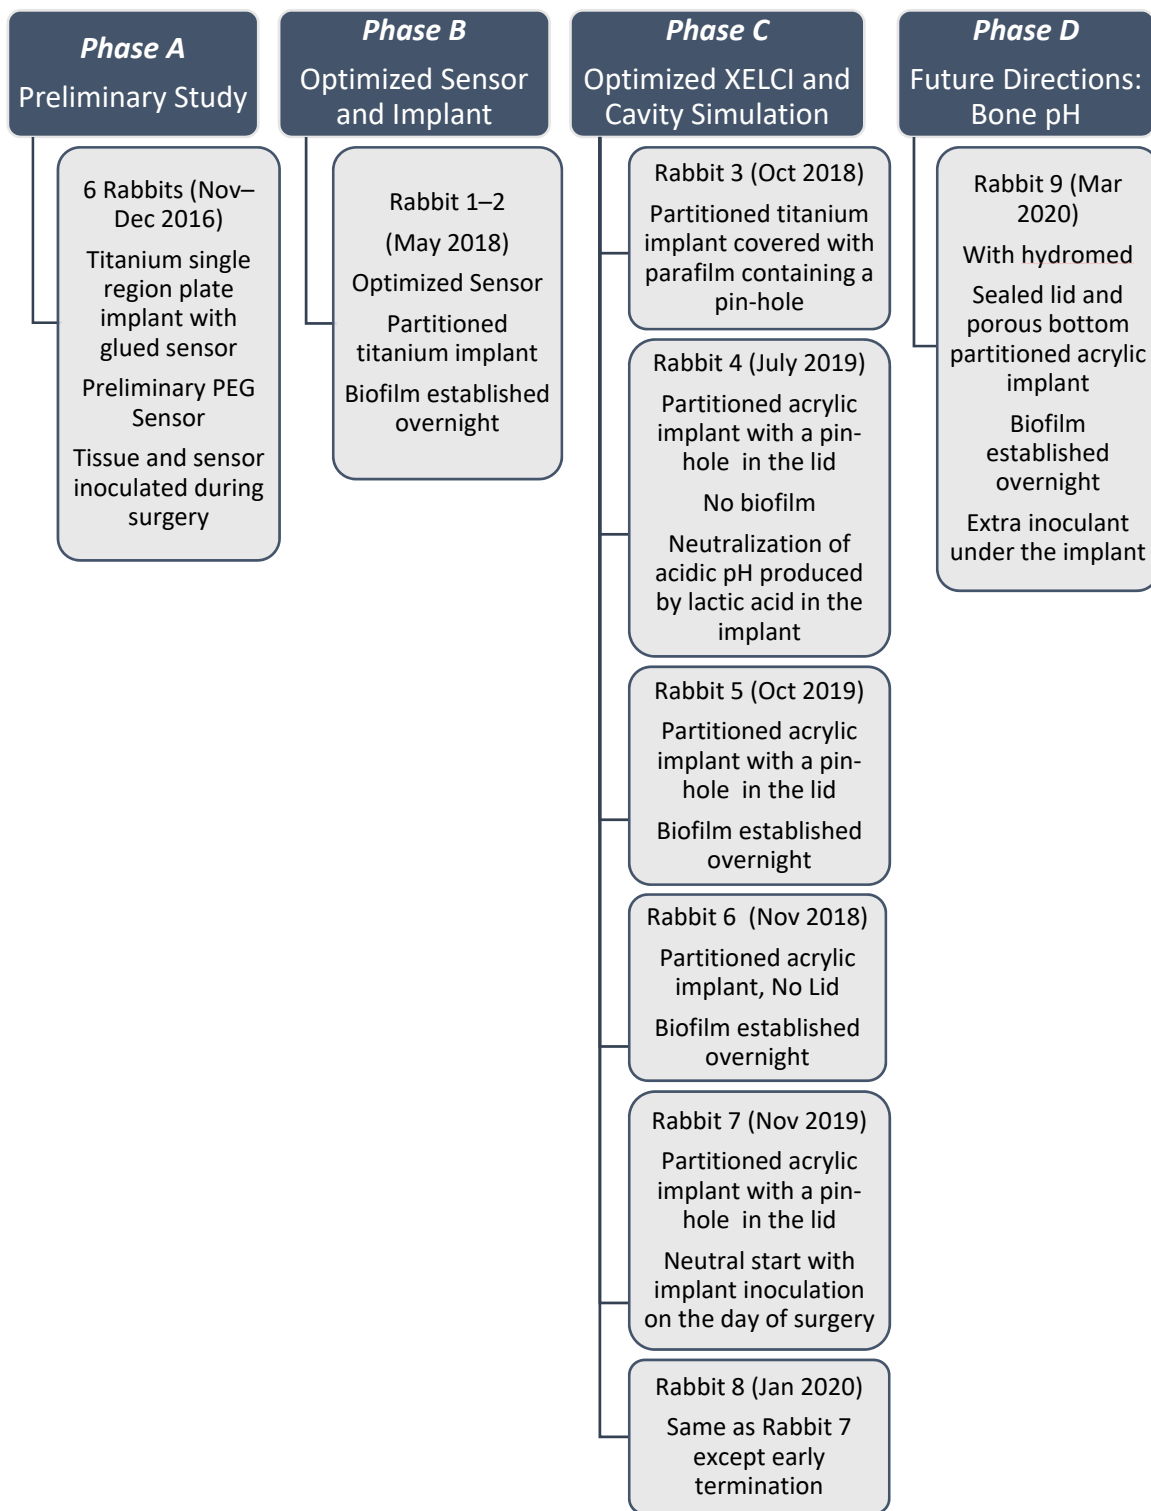 Phase A
Preliminary Study
6 Rabbits (Nov–
Dec 2016)
Titanium single
region plate
implant with
glued sensor
Preliminary PEG
Sensor
Tissue and sensor
inoculated during
surgery
Phase B
Optimized Sensor
and Implant
Rabbit 1–2
(May 2018)
Optimized Sensor
Partitioned
titanium implant
Biofilm established
overnight
Phase C
Optimized XELCI and
Cavity Simulation
Rabbit 3 (Oct 2018)
Partitioned titanium
implant covered with
parafilm containing a
pin-hole
Rabbit 4 (July 2019)
Partitioned acrylic
implant with a pin-
hole in the lid
No biofilm
Neutralization of
acidic pH produced
by lactic acid in the
implant
Rabbit 5 (Oct 2019)
Partitioned acrylic
implant with a pin-
hole in the lid
Biofilm established
overnight
Rabbit 6 (Nov 2018)
Partitioned acrylic
implant, No Lid
Biofilm established
overnight
Rabbit 7 (Nov 2019)
Partitioned acrylic
implant with a pin-
hole in the lid
Neutral start with
implant inoculation
on the day of surgery
Rabbit 8 (Jan 2020)
Same as Rabbit 7
except early
termination
Phase D
Future Directions:
Bone pH
Rabbit 9 (Mar
2020)
With hydromed
Sealed lid and
porous bottom
partitioned acrylic
implant
Biofilm
established
overnight
Extra inoculant
under the implant